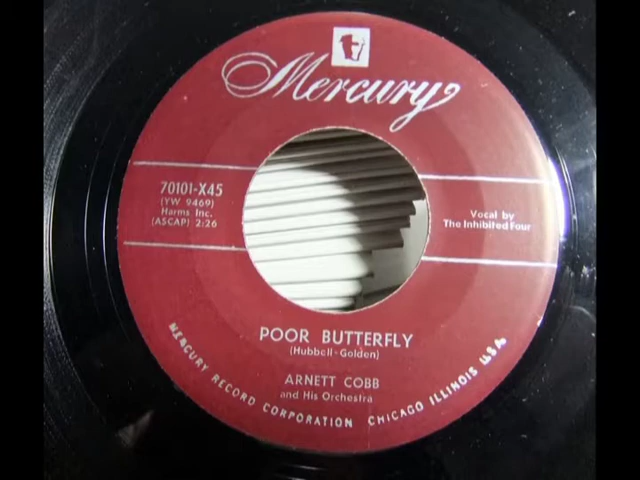 Mercury
70101-X45
(YW 9469)
Harms Inc.
(ASCAP) 2:26
Vocal by
The Inhibited Four
POOR BUTTERFLY
(Hubbell-Golden)
ARNETT COBB
and His Orchestra
MERCURY RECORD CORPORATION CHICAGO ILLINOIS U.S.A.